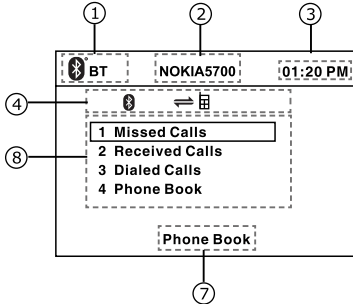 ① ② ③
BT NOKIA5700 01:20 PM
④
⑧
1 Missed Calls
2 Received Calls
3 Dialed Calls
4 Phone Book
Phone Book
⑦